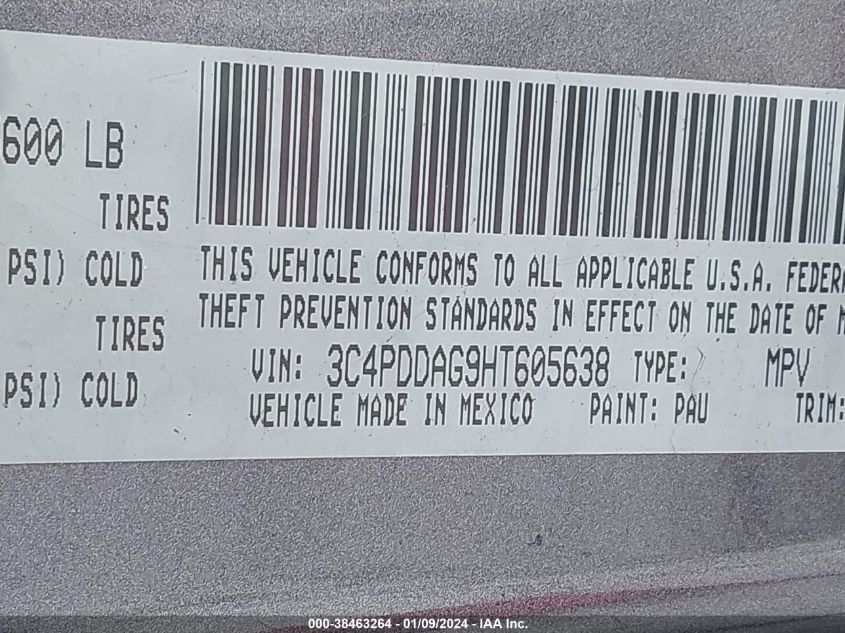 600 LB
TIRES
PSI) COLD
TIRES
PSI) COLD
THIS VEHICLE CONFORMS TO ALL APPLICABLE U.S.A. FEDERA
THEFT PREVENTION STANDARDS IN EFFECT ON THE DATE OF M
VIN: 3C4PDDAG9HT605638 TYPE: MPV
VEHICLE MADE IN MEXICO PAINT: PAU TRIM:
000-38463264 - 01/09/2024 - IAA Inc.